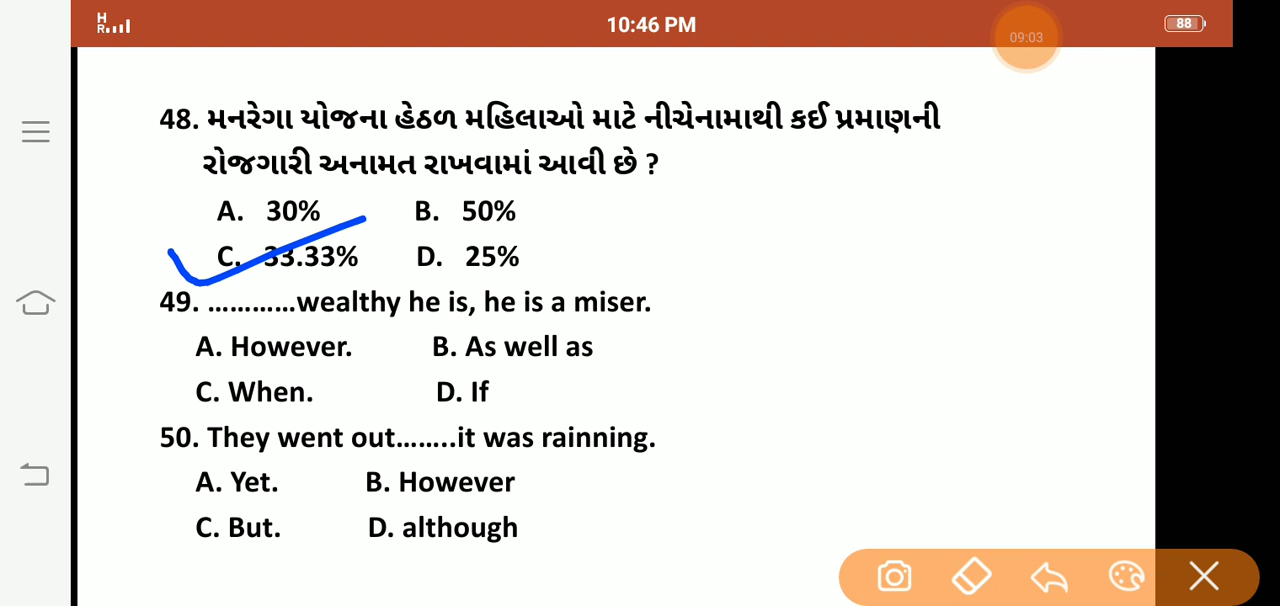 H
R
10:46 PM
09:03
88
48. મનરેગા યોજના હેઠળ મહિલાઓ માટે નીચેનામાથી કઈ પ્રમાણની
રોજગારી અનામત રાખવામાં આવી છે ?
A. 30% B. 50%
C. 33.33% D. 25%
49. ............wealthy he is, he is a miser.
A. However. B. As well as
C. When. D. If
50. They went out........it was rainning.
A. Yet. B. However
C. But. D. although